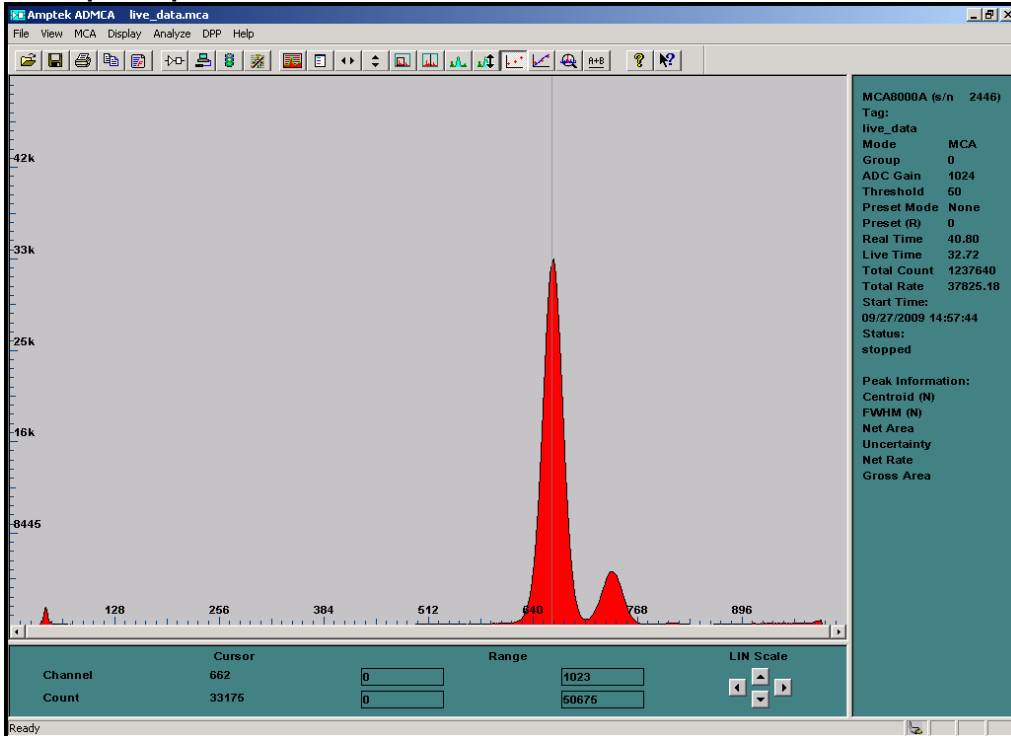 Amptek ADMCA live_data.mca
File View MCA Display Analyze DPP Help
A+B
42k
33k
25k
16k
8445
128 256 384 512 640 768 896
MCA8000A (s/n 2446)
Tag:
live_data
Mode MCA
Group 0
ADC Gain 1024
Threshold 50
Preset Mode None
Preset (R) 0
Real Time 40.80
Live Time 32.72
Total Count 1237640
Total Rate 37825.18
Start Time:
09/27/2009 14:57:44
Status:
stopped
Peak Information:
Centroid (N)
FWHM (N)
Net Area
Uncertainty
Net Rate
Gross Area
Cursor Range LIN Scale
Channel 662 0 1023
Count 33175 0 50675
Ready